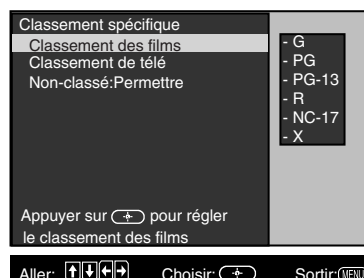 Classement spécifique
Classement des films
Classement de télé
Non-classé:Permettre
- G
- PG
- PG-13
- R
- NC-17
- X
Appuyer sur pour régler
le classement des films
Aller: Choisir: Sortir: MENU